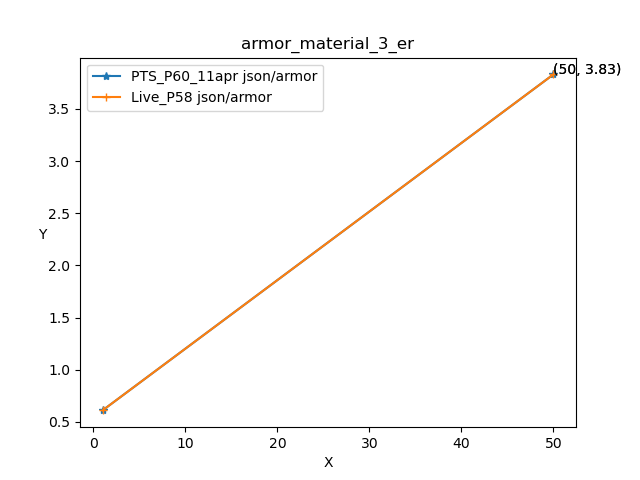 armor_material_3_er
(50, 3.83)
PTS_P60_11apr json/armor
Live_P58 json/armor
3.5
3.0
2.5
Y
2.0
1.5
1.0
0.5
0 10 20 30 40 50
X